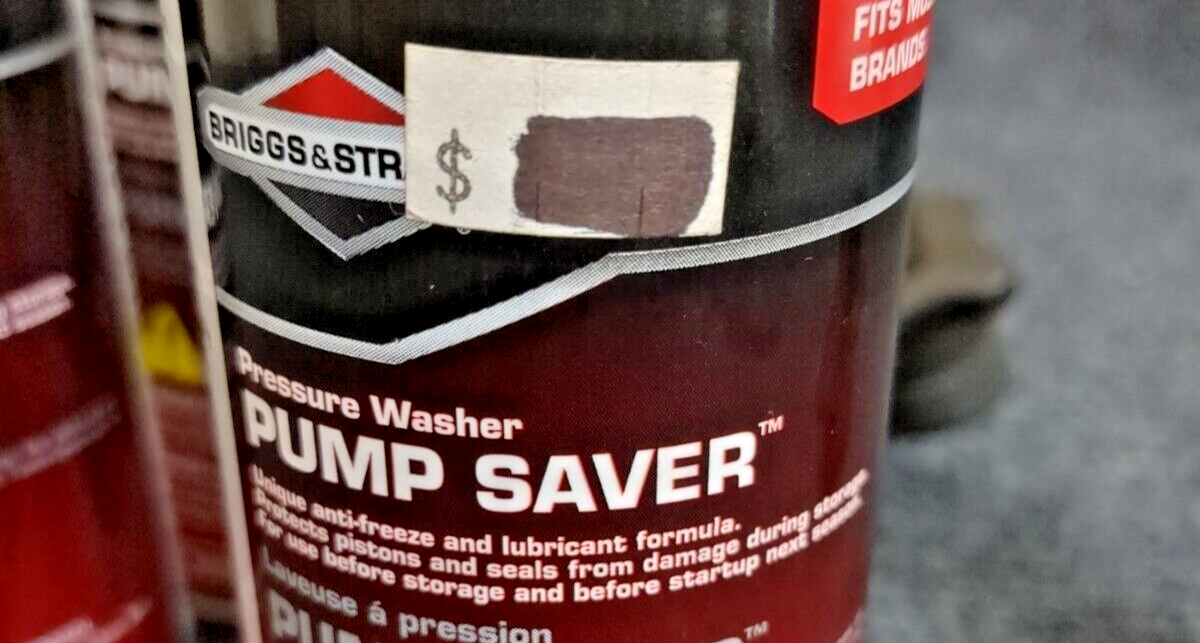 FITS
BRANDS
BRIGGS&STR
$
Pressure Washer
PUMP SAVER™
Unique anti-freeze and lubricant formula.
Protects pistons and seals from damage during storage.
For use before storage and before startup next season.
Laveuse á pression